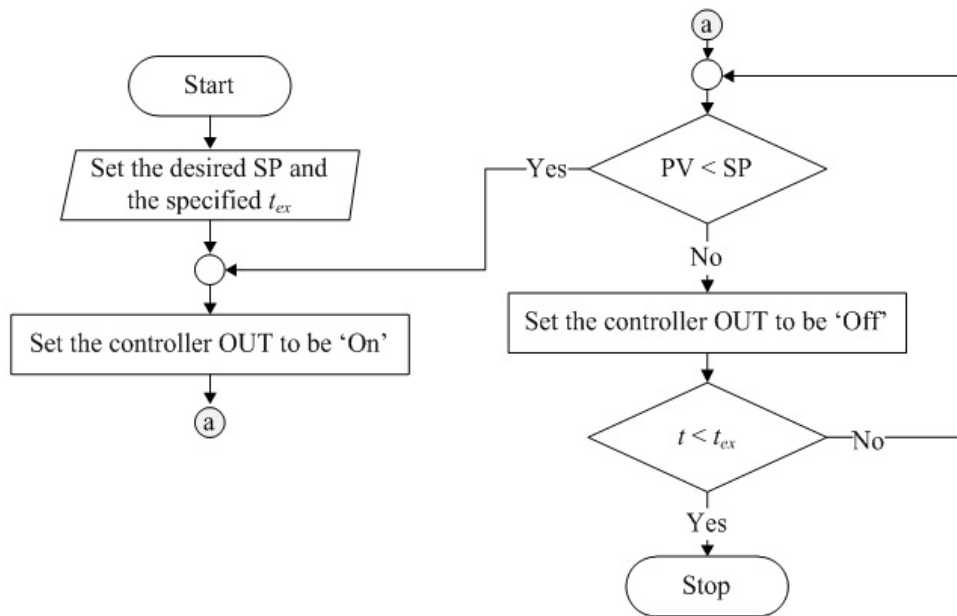 Start
Set the desired SP and
the specified tex
Set the controller OUT to be ‘On’
a
a
PV < SP
Yes
No
Set the controller OUT to be ‘Off’
t < tex
No
Yes
Stop